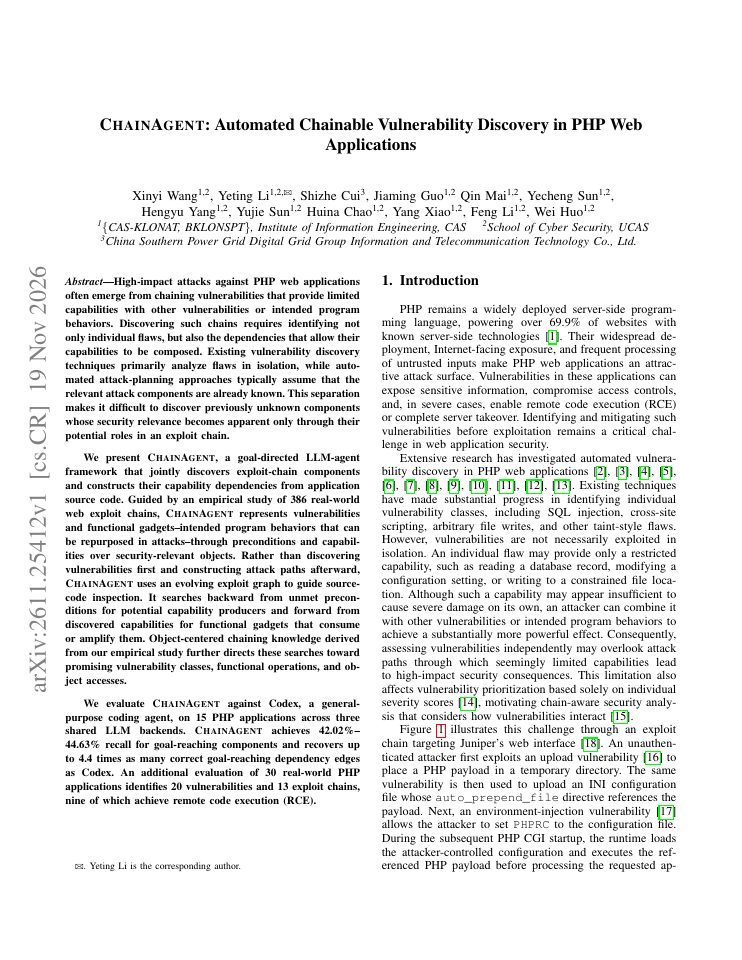 CHAINAGENT: Automated Chainable Vulnerability Discovery in PHP Web
Applications
Xinyi Wang1,2, Yeting Li1,2,✉, Shizhe Cui3, Jiaming Guo1,2 Qin Mai1,2, Yecheng Sun1,2,
Hengyu Yang1,2, Yujie Sun1,2 Huina Chao1,2, Yang Xiao1,2, Feng Li1,2, Wei Huo1,2
1{CAS-KLONAT, BKLONSPT}, Institute of Information Engineering, CAS 2School of Cyber Security, UCAS
3China Southern Power Grid Digital Grid Group Information and Telecommunication Technology Co., Ltd.
arXiv:2611.25412v1 [cs.CR] 19 Nov 2026
Abstract—High-impact attacks against PHP web applications
often emerge from chaining vulnerabilities that provide limited
capabilities with other vulnerabilities or intended program
behaviors. Discovering such chains requires identifying not
only individual flaws, but also the dependencies that allow their
capabilities to be composed. Existing vulnerability discovery
techniques primarily analyze flaws in isolation, while auto-
mated attack-planning approaches typically assume that the
relevant attack components are already known. This separation
makes it difficult to discover previously unknown components
whose security relevance becomes apparent only through their
potential roles in an exploit chain.
We present CHAINAGENT, a goal-directed LLM-agent
framework that jointly discovers exploit-chain components
and constructs their capability dependencies from application
source code. Guided by an empirical study of 386 real-world
web exploit chains, CHAINAGENT represents vulnerabilities
and functional gadgets–intended program behaviors that can
be repurposed in attacks–through preconditions and capabil-
ities over security-relevant objects. Rather than discovering
vulnerabilities first and constructing attack paths afterward,
CHAINAGENT uses an evolving exploit graph to guide source-
code inspection. It searches backward from unmet precon-
ditions for potential capability producers and forward from
discovered capabilities for functional gadgets that consume
or amplify them. Object-centered chaining knowledge derived
from our empirical study further directs these searches toward
promising vulnerability classes, functional operations, and ob-
ject accesses.
We evaluate CHAINAGENT against Codex, a general-
purpose coding agent, on 15 PHP applications across three
shared LLM backends. CHAINAGENT achieves 42.02%–
44.63% recall for goal-reaching components and recovers up
to 4.4 times as many correct goal-reaching dependency edges
as Codex. An additional evaluation of 30 real-world PHP
applications identifies 20 vulnerabilities and 13 exploit chains,
nine of which achieve remote code execution (RCE).
✉. Yeting Li is the corresponding author.
1. Introduction
PHP remains a widely deployed server-side program-
ming language, powering over 69.9% of websites with
known server-side technologies [1]. Their widespread de-
ployment, Internet-facing exposure, and frequent processing
of untrusted inputs make PHP web applications an attrac-
tive attack surface. Vulnerabilities in these applications can
expose sensitive information, compromise access controls,
and, in severe cases, enable remote code execution (RCE)
or complete server takeover. Identifying and mitigating such
vulnerabilities before exploitation remains a critical chal-
lenge in web application security.
Extensive research has investigated automated vulnera-
bility discovery in PHP web applications [2], [3], [4], [5],
[6], [7], [8], [9], [10], [11], [12], [13]. Existing techniques
have made substantial progress in identifying individual
vulnerability classes, including SQL injection, cross-site
scripting, arbitrary file writes, and other taint-style flaws.
However, vulnerabilities are not necessarily exploited in
isolation. An individual flaw may provide only a restricted
capability, such as reading a database record, modifying a
configuration setting, or writing to a constrained file loca-
tion. Although such a capability may appear insufficient to
cause severe damage on its own, an attacker can combine it
with other vulnerabilities or intended program behaviors to
achieve a substantially more powerful effect. Consequently,
assessing vulnerabilities independently may overlook attack
paths through which seemingly limited capabilities lead
to high-impact security consequences. This limitation also
affects vulnerability prioritization based solely on individual
severity scores [14], motivating chain-aware security analy-
sis that considers how vulnerabilities interact [15].
Figure 1 illustrates this challenge through an exploit
chain targeting Juniper's web interface [18]. An unauthen-
ticated attacker first exploits an upload vulnerability [16] to
place a PHP payload in a temporary directory. The same
vulnerability is then used to upload an INI configuration
file whose auto_prepend_file directive references the
payload. Next, an environment-injection vulnerability [17]
allows the attacker to set PHPRC to the configuration file.
During the subsequent PHP CGI startup, the runtime loads
the attacker-controlled configuration and executes the ref-
erenced PHP payload before processing the requested ap-